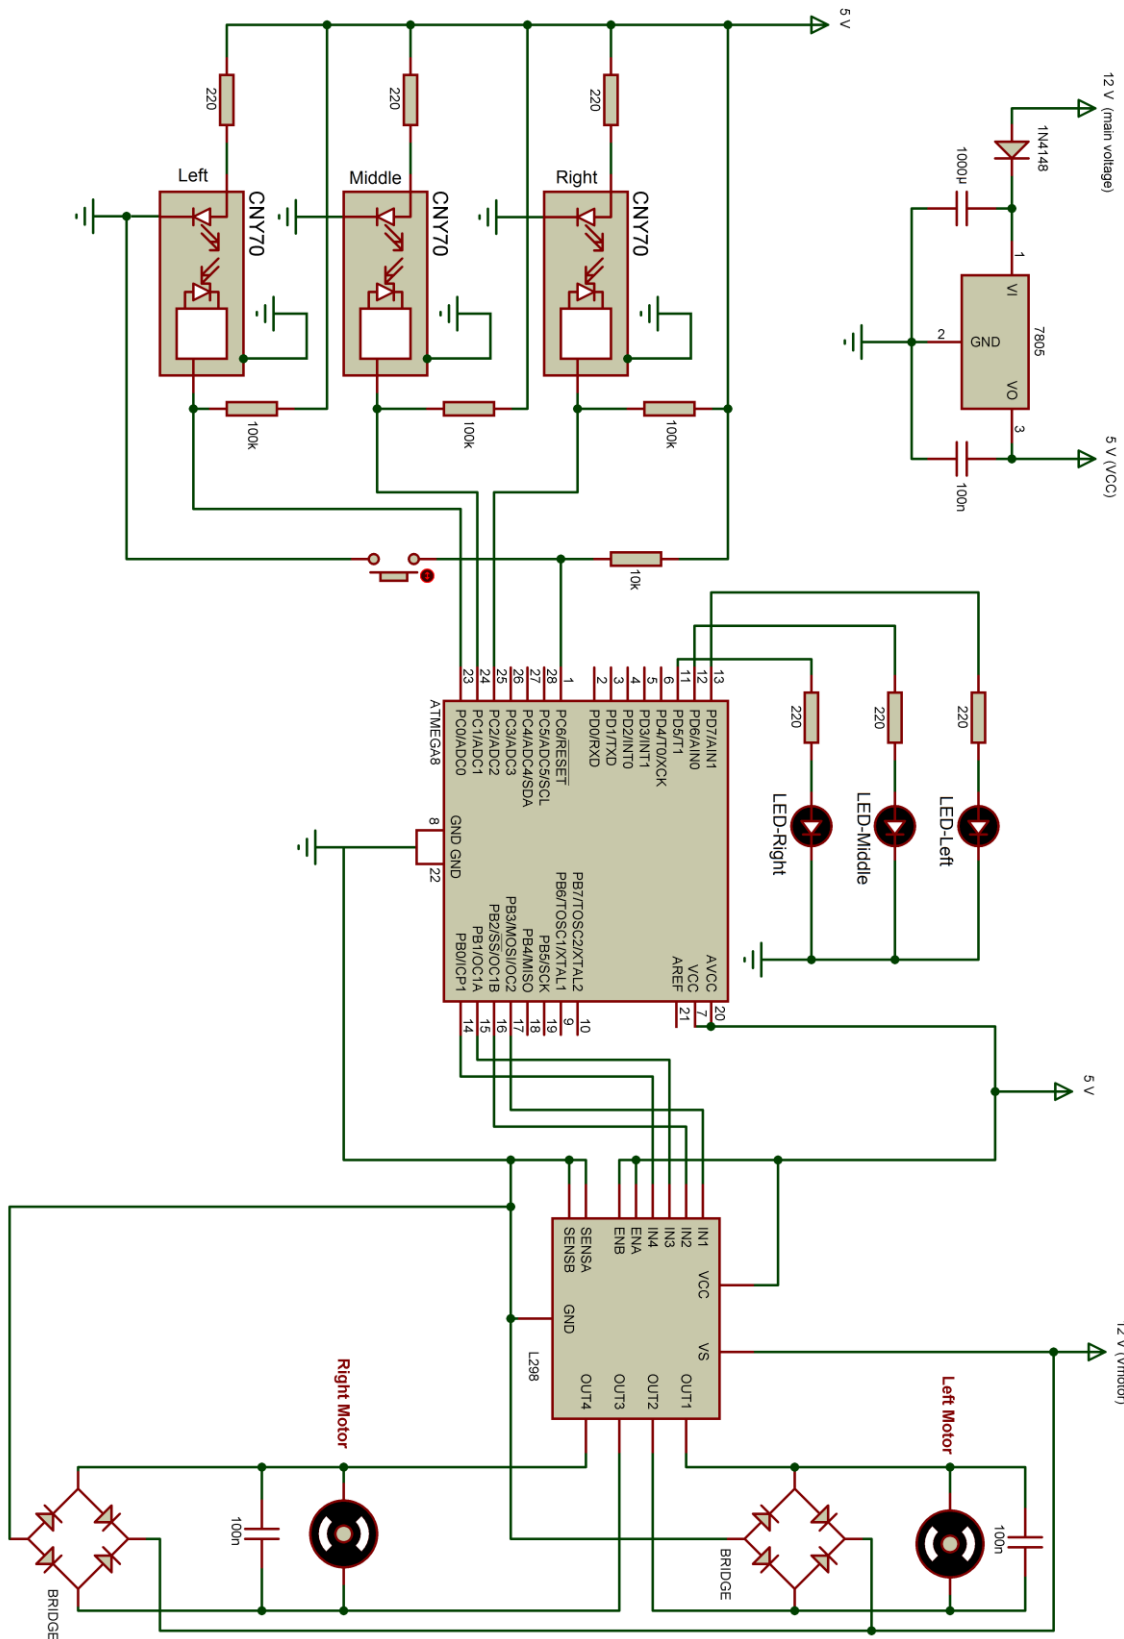 5 V
12 V (main voltage)
1N4148
1000µ
1
VI
7805
2
GND
VO
3
5 V (VCC)
100n
220
220
220
Left
Middle
Right
CNY70
CNY70
CNY70
100k
100k
100k
10k
23
24
25
26
27
28
1
2
3
4
5
6
11
12
13
ATMEGA8
PC0/ADC0
PC1/ADC1
PC2/ADC2
PC3/ADC3
PC4/ADC4/SDA
PC5/ADC5/SCL
PC6/RESET
PD0/RXD
PD1/TXD
PD2/INT0
PD3/INT1
PD4/T0/XCK
PD5/T1
PD6/AIN0
PD7/AIN1
220
220
220
LED-Right
LED-Middle
LED-Left
8
GND GND
22
PB0/ICP1
PB1/OC1A
PB2/SS/OC1B
PB3/MOSI/OC2
PB4/MISO
PB5/SCK
PB6/TOSC1/XTAL1
PB7/TOSC2/XTAL2
AREF
VCC
AVCC
14
15
16
17
18
19
9
10
21
7
20
5 V
SENSB
SENSA
ENB
ENA
IN4
IN3
IN2
IN1
VCC
GND
VS
L298
OUT4
OUT3
OUT2
OUT1
12 V (Vmotor)
Right Motor
Left Motor
100n
100n
BRIDGE
BRIDGE